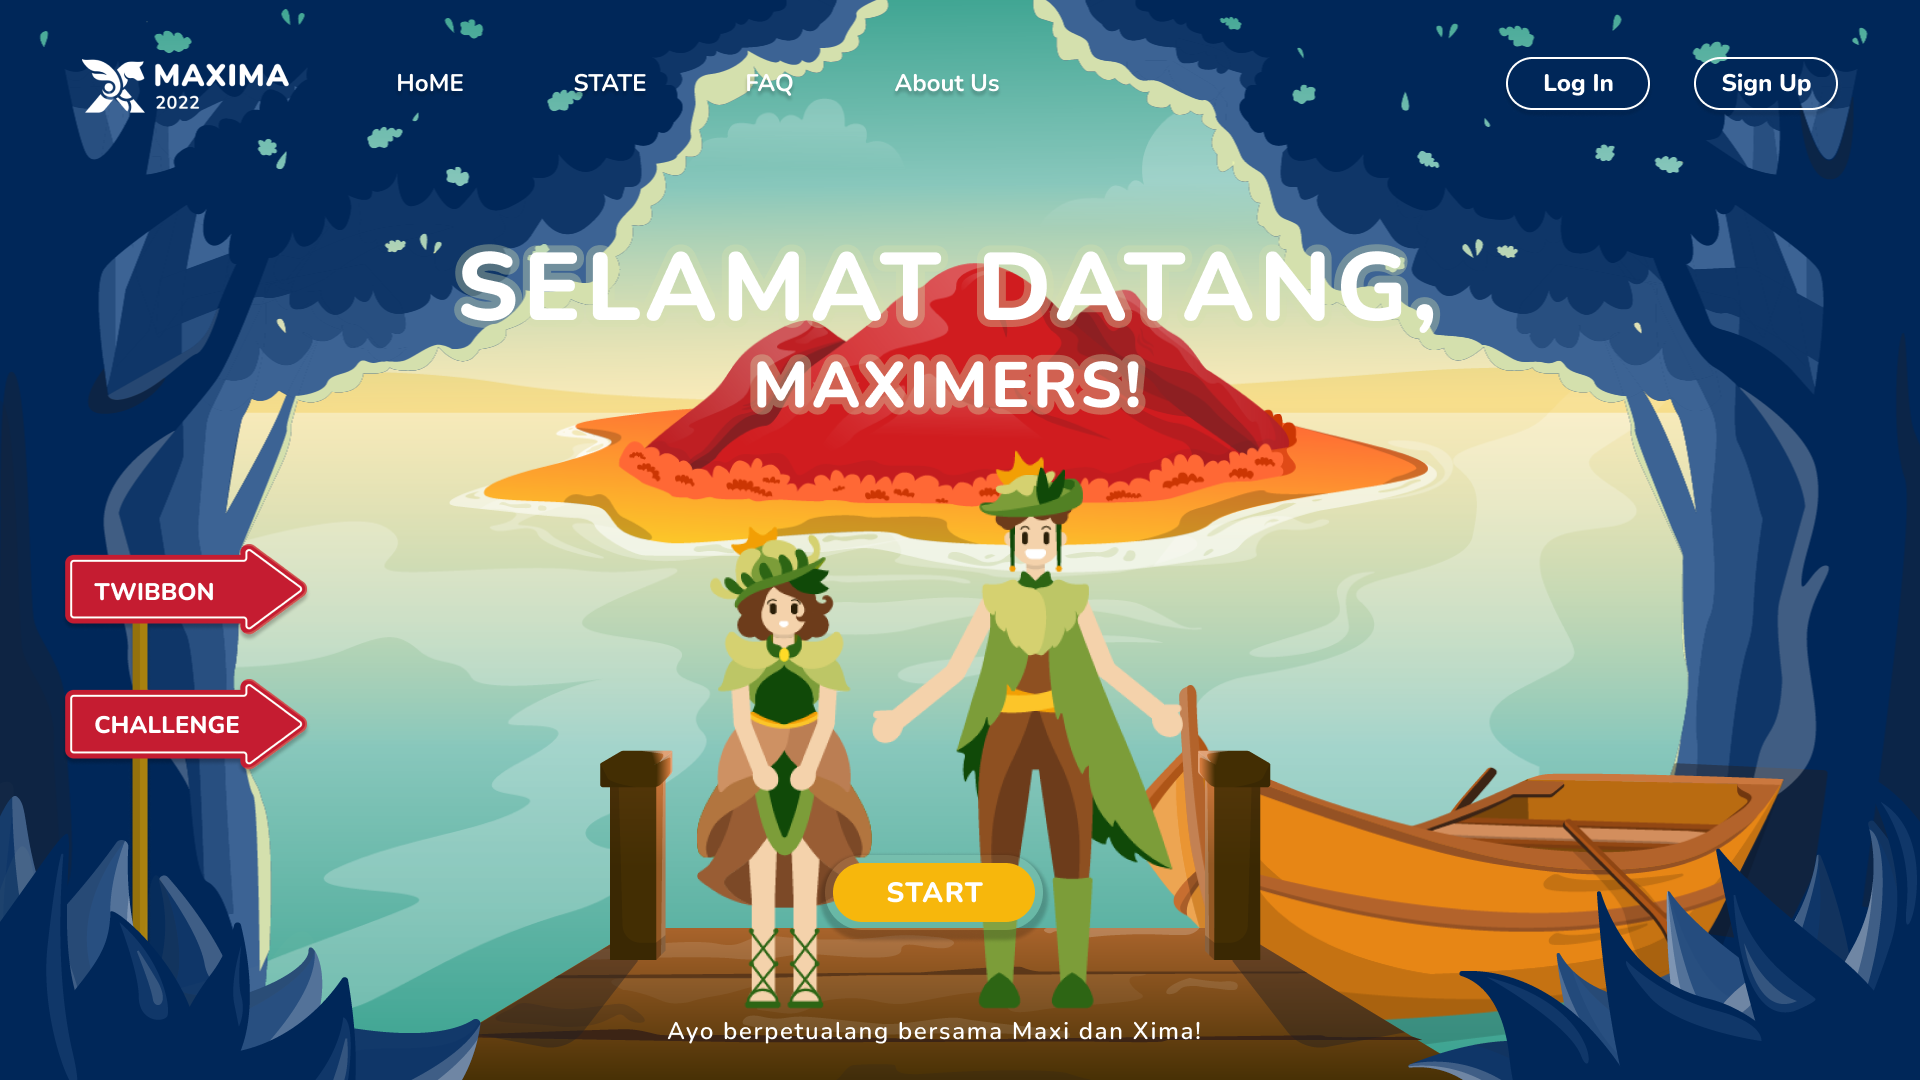 MAXIMA
2022
HoME
STATE
FAQ
About Us
Log In
Sign Up
SELAMAT DATANG,
MAXIMERS!
TWIBBON
CHALLENGE
START
Ayo berpetualang bersama Maxi dan Xima!